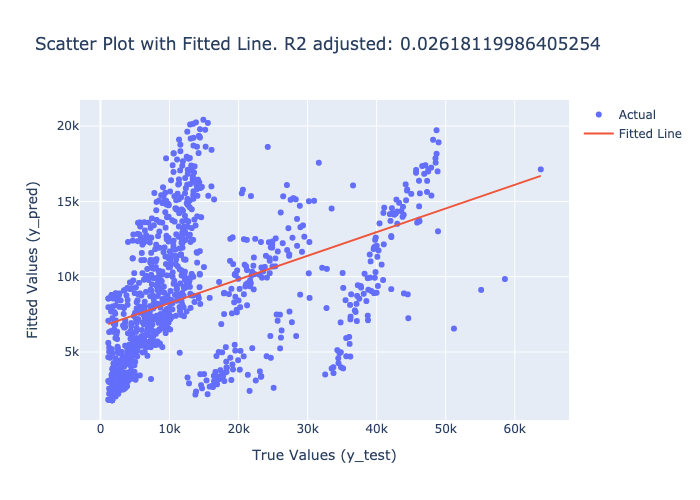 Scatter Plot with Fitted Line. R2 adjusted: 0.02618119986405254
Actual
Fitted Line
20k
15k
10k
5k
Fitted Values (y_pred)
0
10k
20k
30k
40k
50k
60k
True Values (y_test)